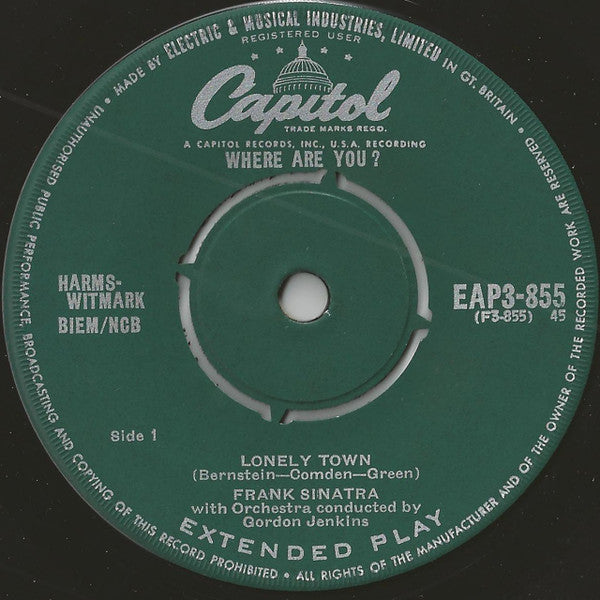 MADE BY ELECTRIC & MUSICAL INDUSTRIES, LIMITED IN GT. BRITAIN •
REGISTERED USER
Capitol
TRADE MARKS REGD.
A CAPITOL RECORDS, INC., U.S.A. RECORDING
WHERE ARE YOU?
HARMS-
WITMARK
BIEM/NCB
EAP3-855
(F3-855) 45
Side 1
LONELY TOWN
(Bernstein—Comden—Green)
FRANK SINATRA
with Orchestra conducted by
Gordon Jenkins
EXTENDED PLAY
ALL RIGHTS OF THE MANUFACTURER AND OF THE OWNER OF THE RECORDED WORK ARE RESERVED •
UNAUTHORISED PUBLIC PERFORMANCE, BROADCASTING AND COPYING OF THIS RECORD PROHIBITED •